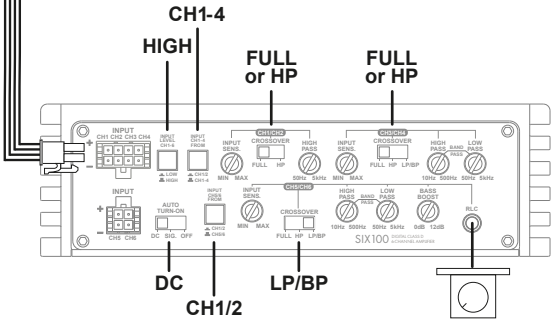 CH1-4
HIGH
FULL
or HP
FULL
or HP
INPUT
CH1 CH2 CH3 CH4
+
−
INPUT
LEVEL
CH1-6
LOW
HIGH
INPUT
CH1-4
FROM
CH1/2
CH1-4
CH1/CH2
INPUT
SENS.
MIN MAX
CROSSOVER
FULL HP
HIGH
PASS
50Hz 5kHz
CH3/CH4
INPUT
SENS.
MIN MAX
CROSSOVER
FULL HP LP/BP
HIGH
PASS
BAND
PASS
LOW
PASS
10Hz 500Hz 50Hz 5kHz
INPUT
+
−
CH5 CH6
AUTO
TURN-ON
DC SIG. OFF
INPUT
CH5/6
FROM
CH1/2
CH5/6
CH5/CH6
INPUT
SENS.
MIN MAX
CROSSOVER
FULL HP LP/BP
HIGH
PASS
BAND
PASS
LOW
PASS
10Hz 500Hz 50Hz 5kHz
BASS
BOOST
0dB 12dB
RLC
SIX100
DC
CH1/2
LP/BP